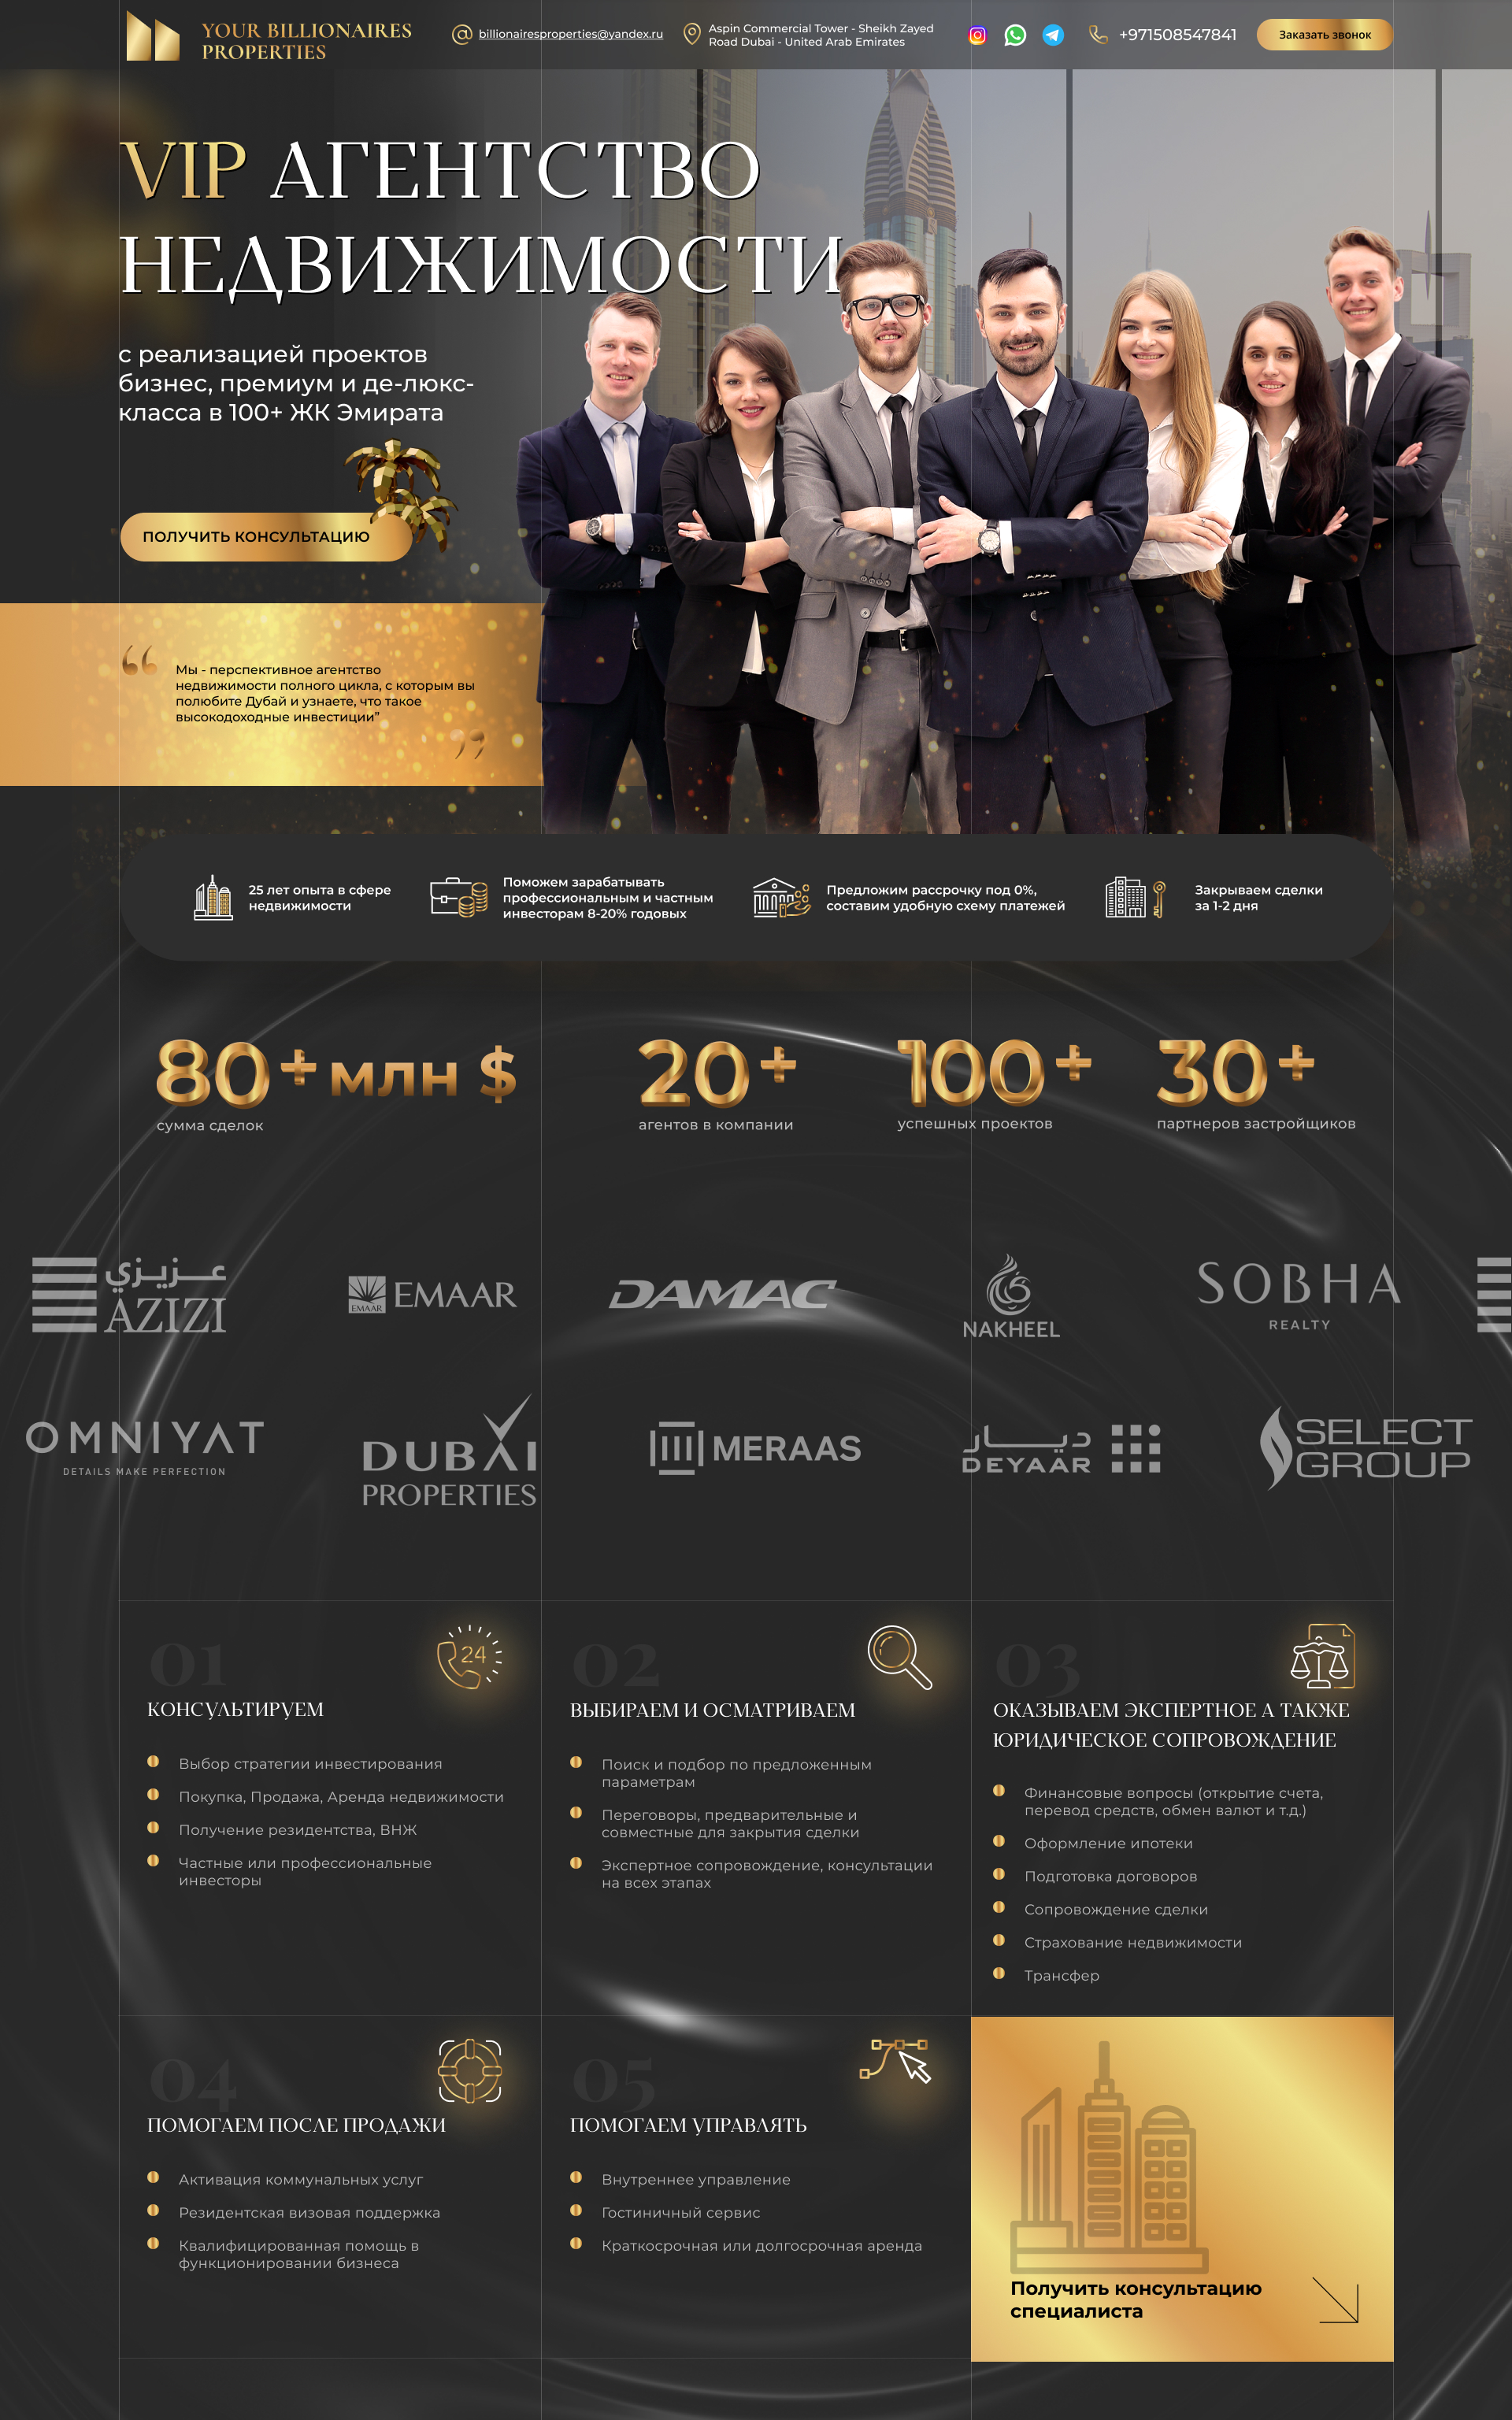 YOUR BILLIONAIRES
PROPERTIES
billionairesproperties@yandex.ru
Aspin Commercial Tower - Sheikh Zayed
Road Dubai - United Arab Emirates
+971508547841
Заказать звонок
VIP АГЕНТСТВО
НЕДВИЖИМОСТИ
с реализацией проектов
бизнес, премиум и де-люкс-
класса в 100+ ЖК Эмирата
ПОЛУЧИТЬ КОНСУЛЬТАЦИЮ
“
Мы - перспективное агентство
недвижимости полного цикла, с которым вы
полюбите Дубай и узнаете, что такое
высокодоходные инвестиции”
”
25 лет опыта в сфере
недвижимости
Поможем зарабатывать
профессиональным и частным
инвесторам 8-20% годовых
Предложим рассрочку под 0%,
составим удобную схему платежей
Закрываем сделки
за 1-2 дня
80+ млн $
сумма сделок
20+
агентов в компании
100+
успешных проектов
30+
партнеров застройщиков
عزيزي
AZIZI
EMAAR
EMAAR
DAMAC
NAKHEEL
SOBHA
REALTY
OMNIYAT
DETAILS MAKE PERFECTION
DUBAI
PROPERTIES
MERAAS
ديار
DEYAAR
SELECT
GROUP
01
24
КОНСУЛЬТИРУЕМ
Выбор стратегии инвестирования
Покупка, Продажа, Аренда недвижимости
Получение резидентства, ВНЖ
Частные или профессиональные
инвесторы
02
ВЫБИРАЕМ И ОСМАТРИВАЕМ
Поиск и подбор по предложенным
параметрам
Переговоры, предварительные и
совместные для закрытия сделки
Экспертное сопровождение, консультации
на всех этапах
03
ОКАЗЫВАЕМ ЭКСПЕРТНОЕ А ТАКЖЕ
ЮРИДИЧЕСКОЕ СОПРОВОЖДЕНИЕ
Финансовые вопросы (открытие счета,
перевод средств, обмен валют и т.д.)
Оформление ипотеки
Подготовка договоров
Сопровождение сделки
Страхование недвижимости
Трансфер
04
ПОМОГАЕМ ПОСЛЕ ПРОДАЖИ
Активация коммунальных услуг
Резидентская визовая поддержка
Квалифицированная помощь в
функционировании бизнеса
05
ПОМОГАЕМ УПРАВЛЯТЬ
Внутреннее управление
Гостиничный сервис
Краткосрочная или долгосрочная аренда
Получить консультацию
специалиста